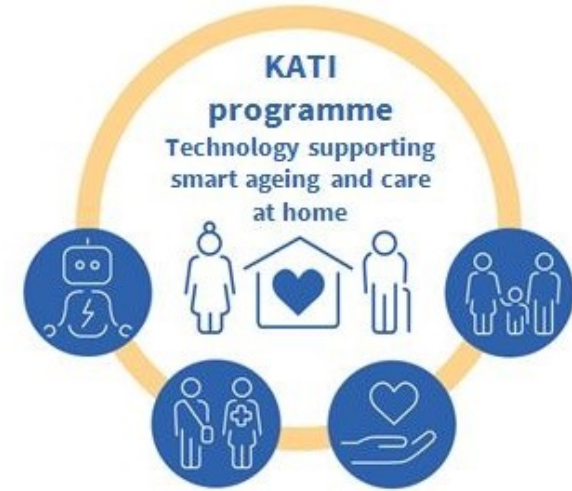 KATI
programme
Technology supporting
smart ageing and care
at home